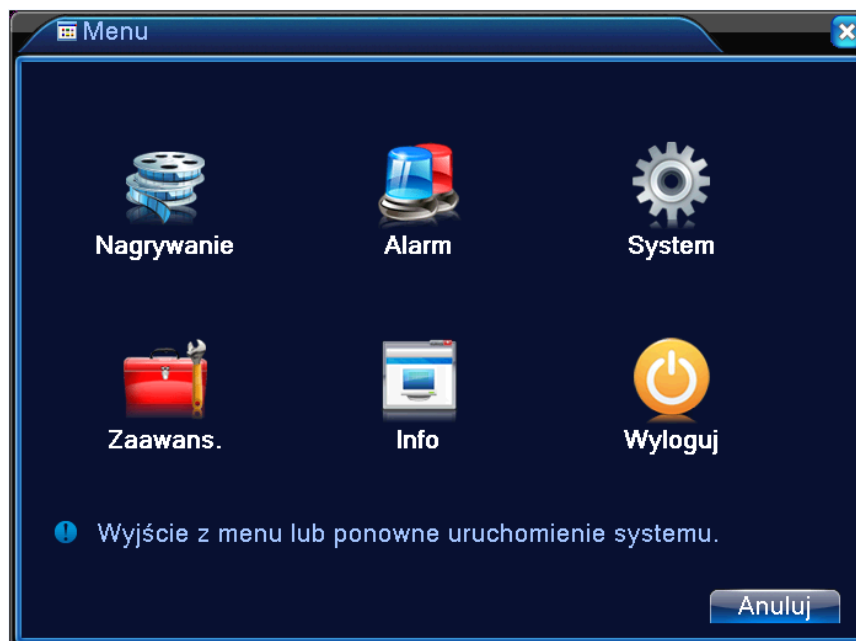 Menu
Nagrywanie
Alarm
System
Zaawans.
Info
Wyloguj
Wyjście z menu lub ponowne uruchomienie systemu.
Anuluj